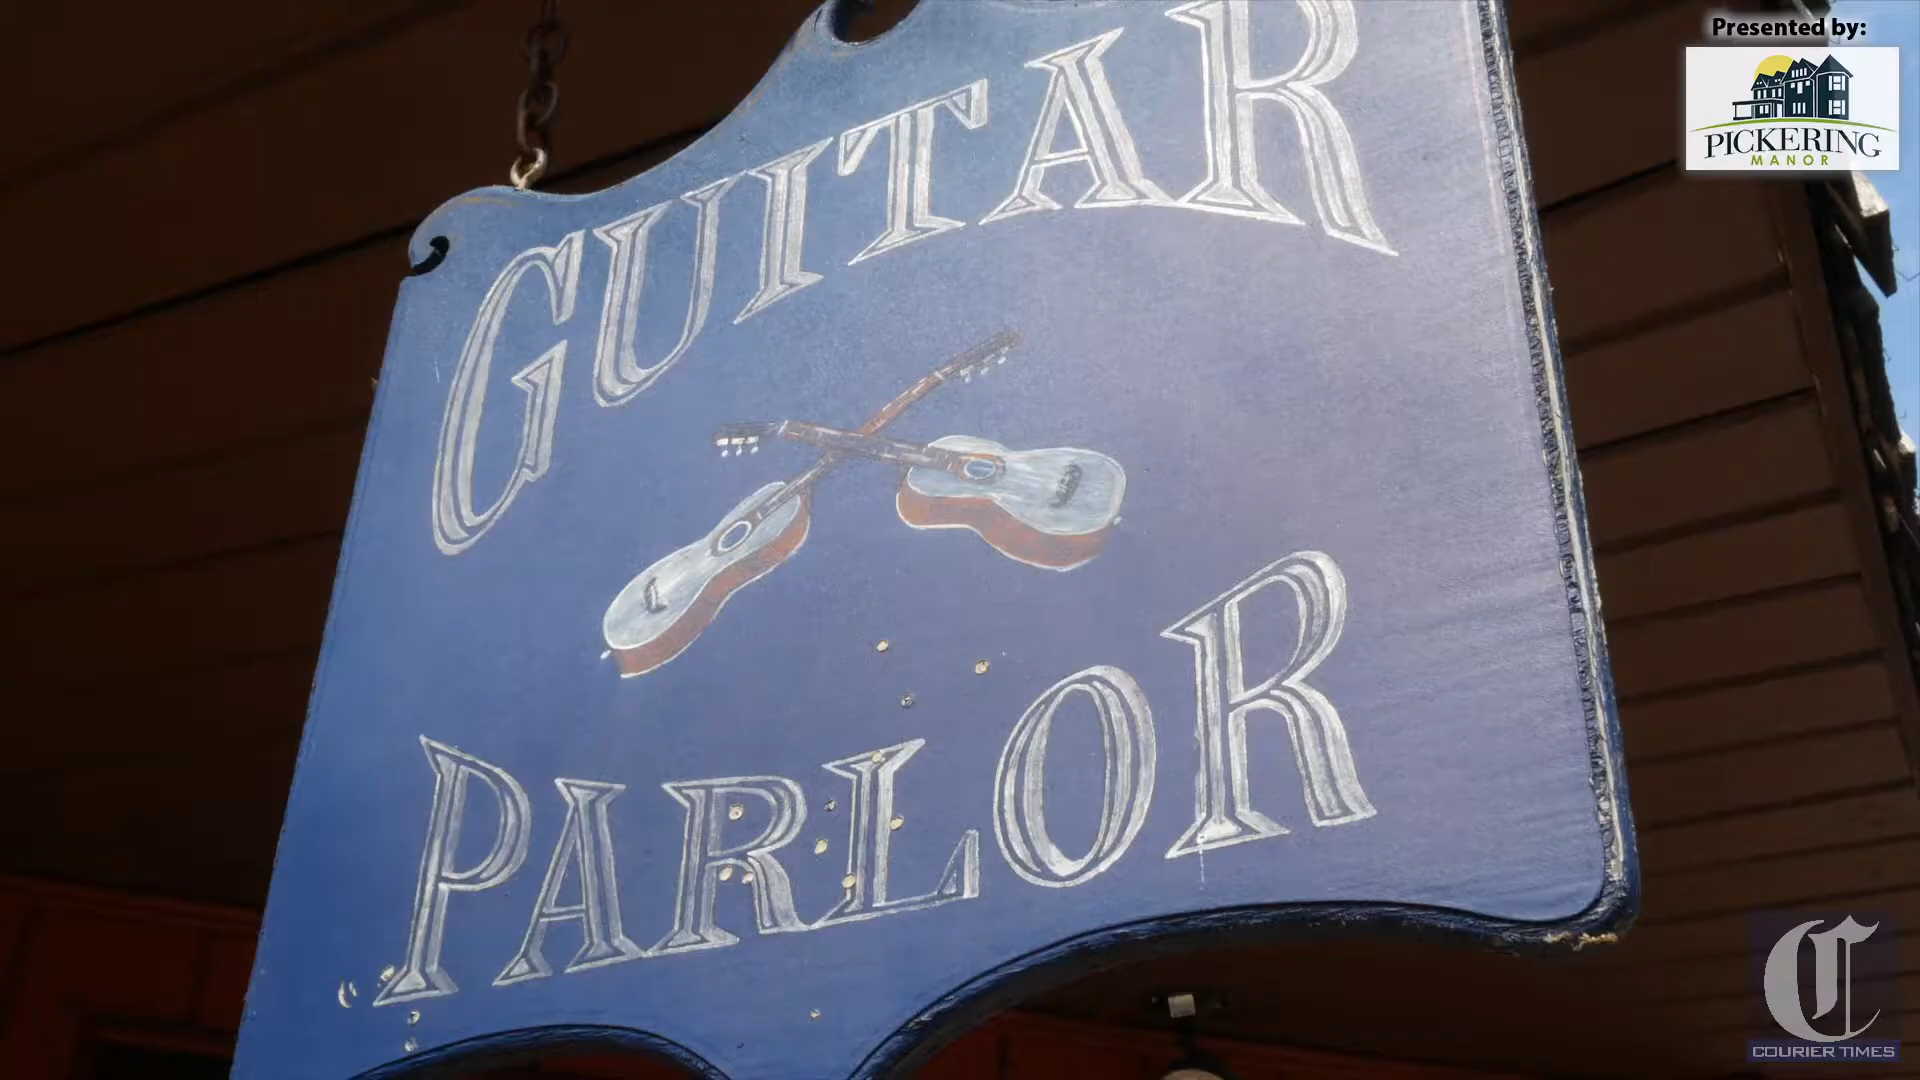 Presented by:
PICKERING
MANOR
GUITAR
PARLOR
COURIER TIMES